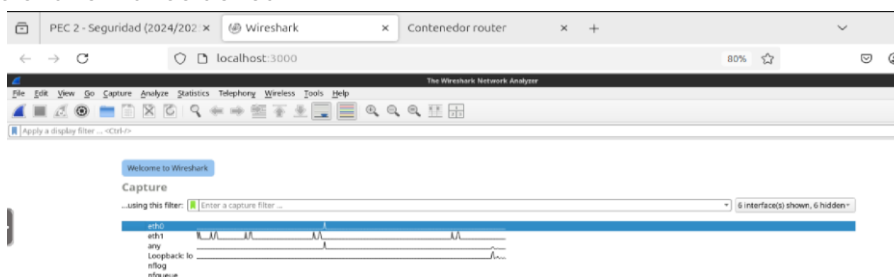 PEC 2 - Seguridad (2024/202 × Wireshark × Contenedor router × +
localhost:3000 80%
The Wireshark Network Analyzer
File Edit View Go Capture Analyze Statistics Telephony Wireless Tools Help
Apply a display filter ... <Ctrl-/>
Welcome to Wireshark
Capture
...using this filter: Enter a capture filter ... 6 interface(s) shown, 6 hidden
eth0
eth1
any
Loopback: lo
nflog
nfqueue